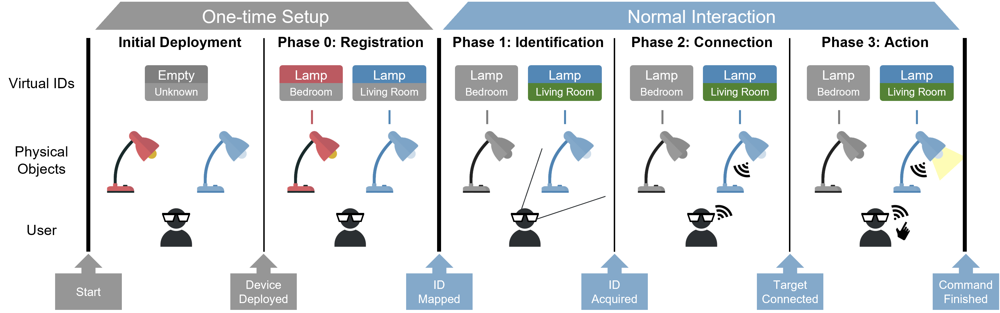 One-time Setup
Normal Interaction
Initial Deployment
Phase 0: Registration
Phase 1: Identification
Phase 2: Connection
Phase 3: Action
Virtual IDs
Empty
Unknown
Lamp
Bedroom
Lamp
Living Room
Lamp
Bedroom
Lamp
Living Room
Lamp
Bedroom
Lamp
Living Room
Lamp
Bedroom
Lamp
Living Room
Physical
Objects
User
Start
Device
Deployed
ID
Mapped
ID
Acquired
Target
Connected
Command
Finished